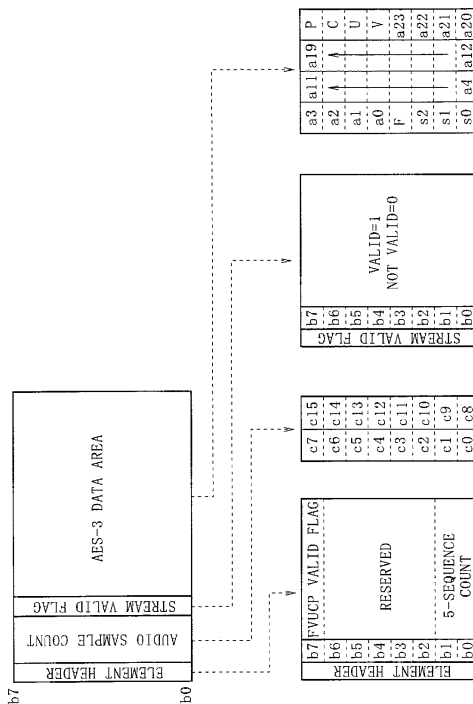 b7
b0
ELEMENT HEADER
AUDIO SAMPLE COUNT
STREAM VALID FLAG
AES-3 DATA AREA
ELEMENT HEADER
b7 FVUCP VALID FLAG
b6
b5
b4 RESERVED
b3
b2
b1 5-SEQUENCE
b0 COUNT
c7 c15
c6 c14
c5 c13
c4 c12
c3 c11
c2 c10
c1 c9
c0 c8
STREAM VALID FLAG
b7
b6
b5
b4 VALID=1
b3 NOT VALID=0
b2
b1
b0
a3 a11 a19 P
a2 C
a1 U
a0 V
F a23
s2 a22
s1 a21
s0 a4 a12 a20